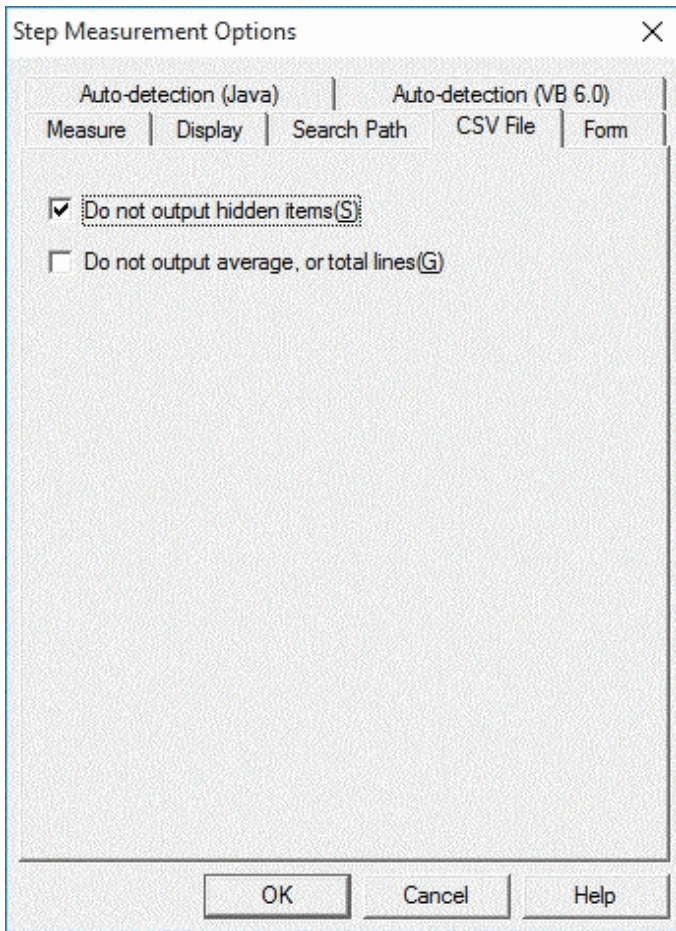 Step Measurement Options
Auto-detection (Java) Auto-detection (VB 6.0)
Measure Display Search Path CSV File Form
Do not output hidden items(S)
Do not output average, or total lines(G)
OK Cancel Help